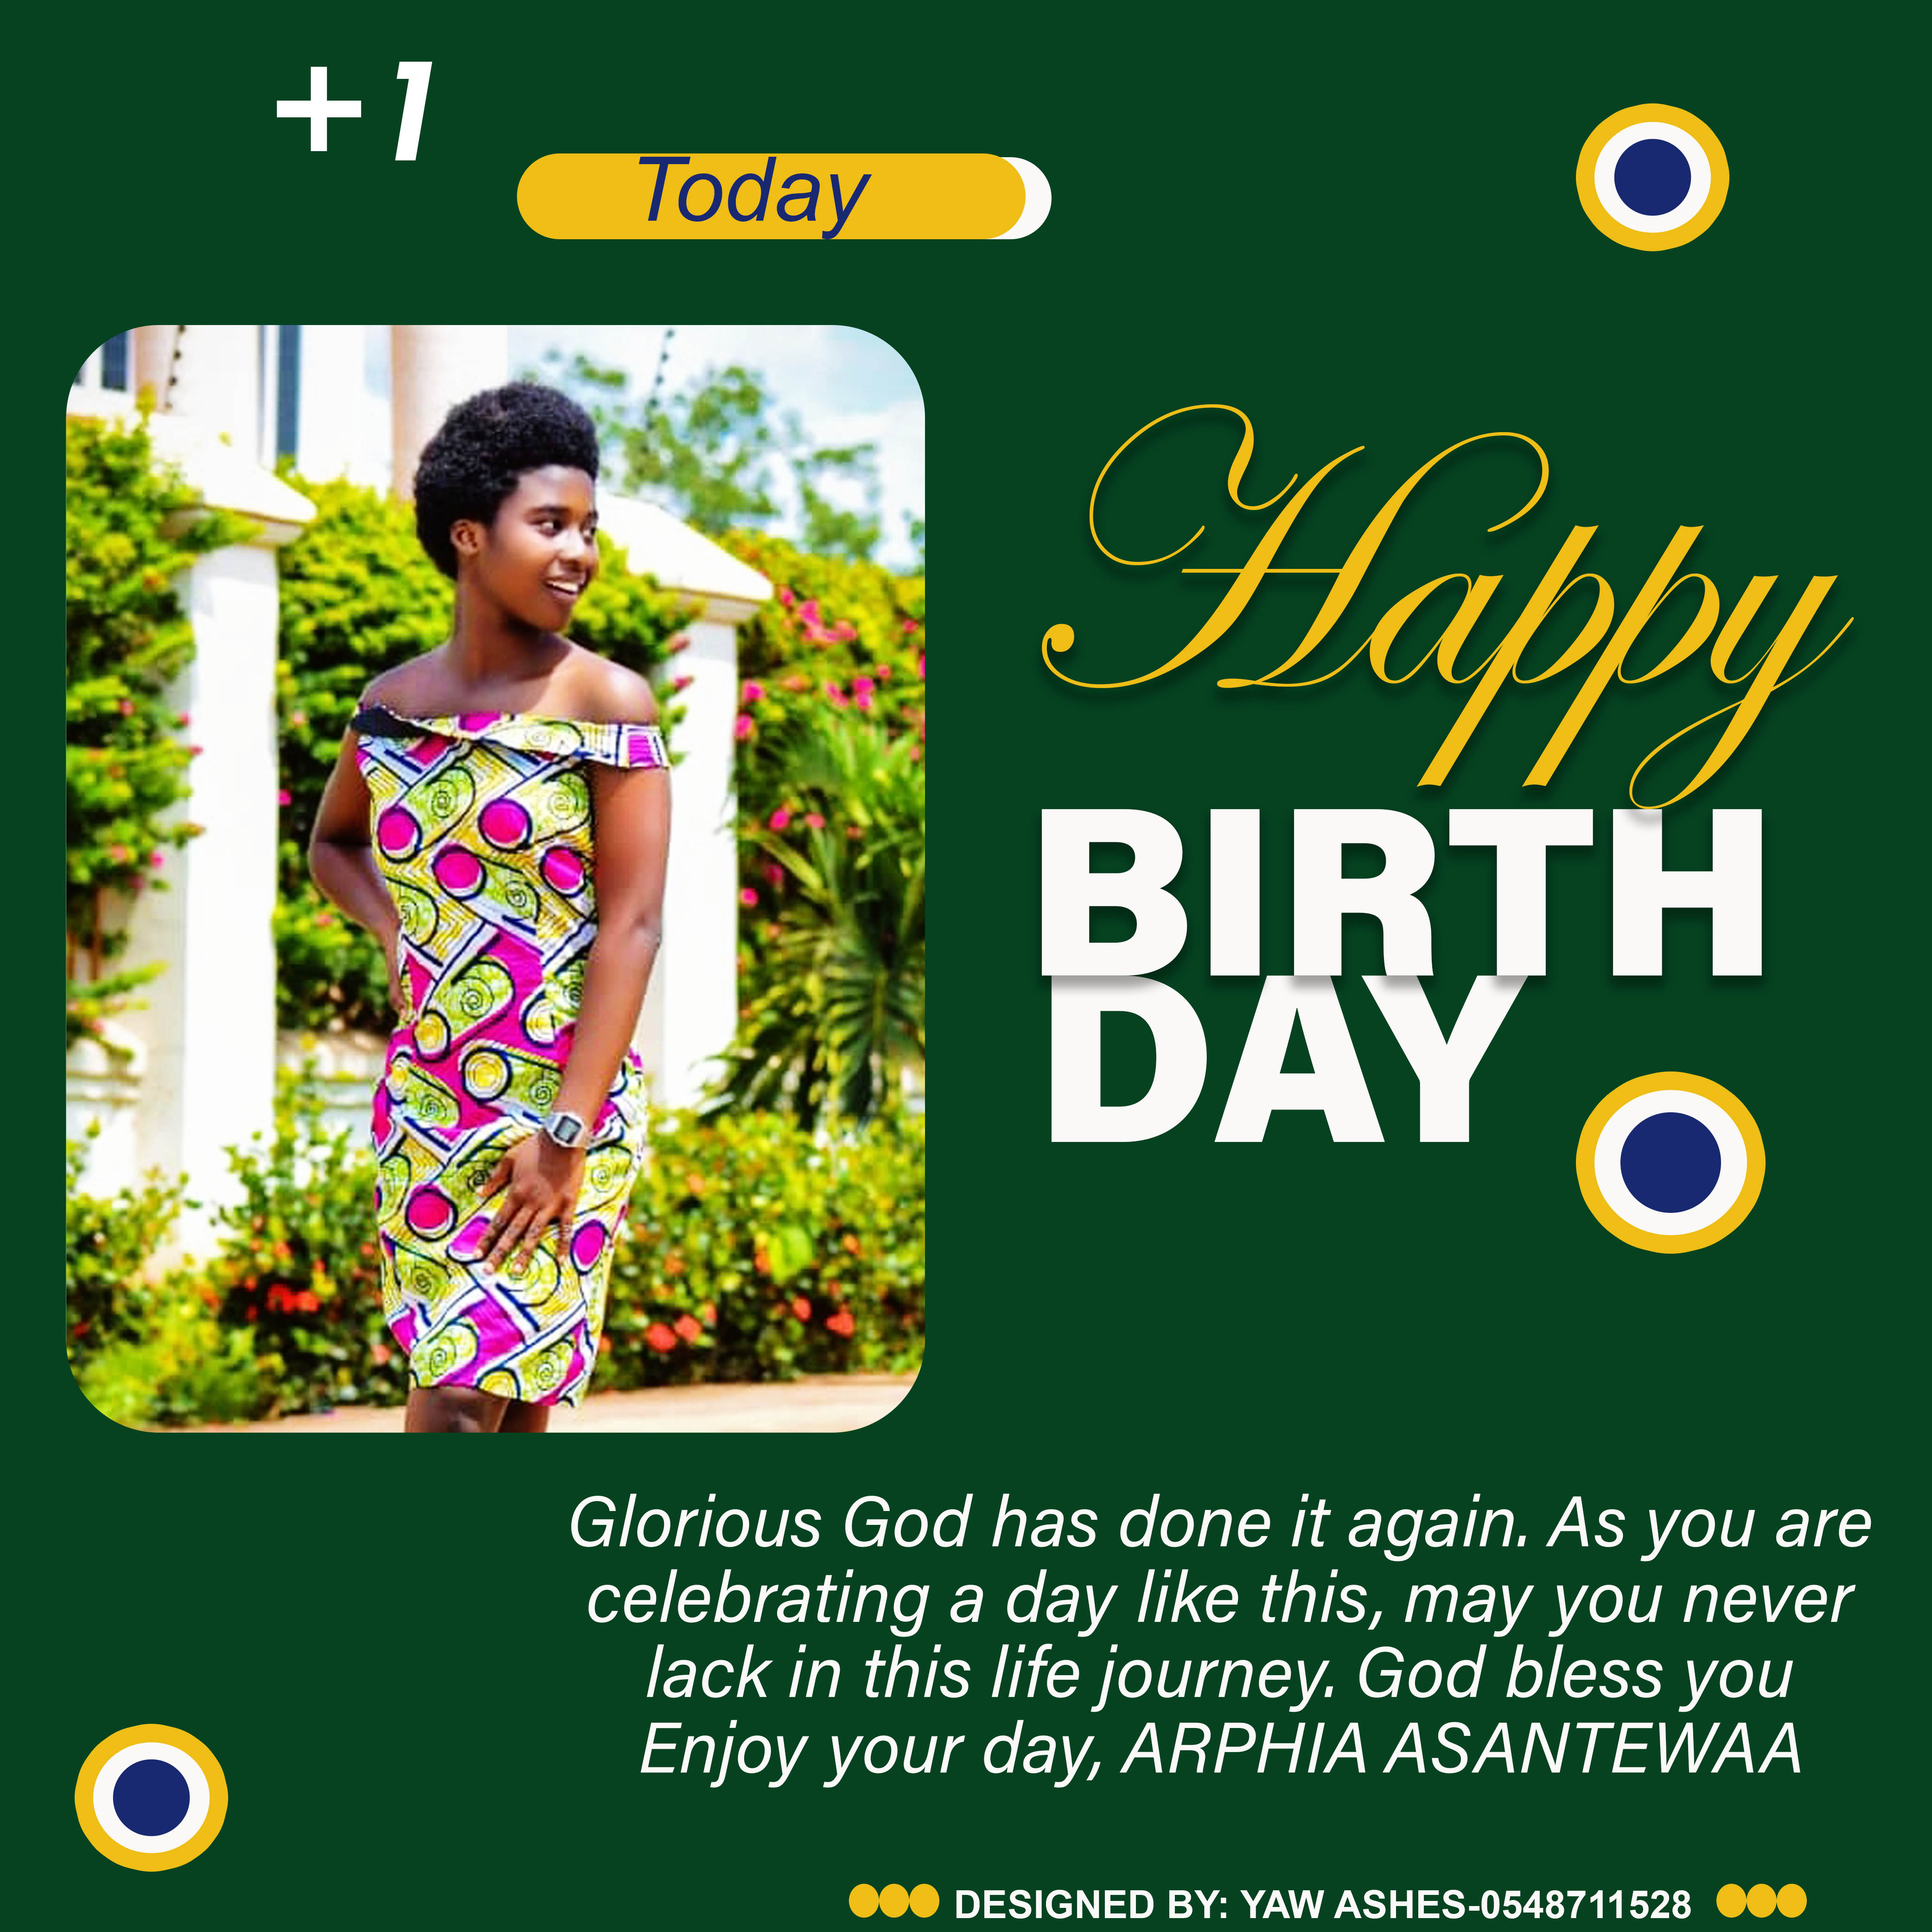 +1
Today
Happy
BIRTH
DAY
Glorious God has done it again. As you are
celebrating a day like this, may you never
lack in this life journey. God bless you
Enjoy your day, ARPHIA ASANTEWAA
DESIGNED BY: YAW ASHES-0548711528